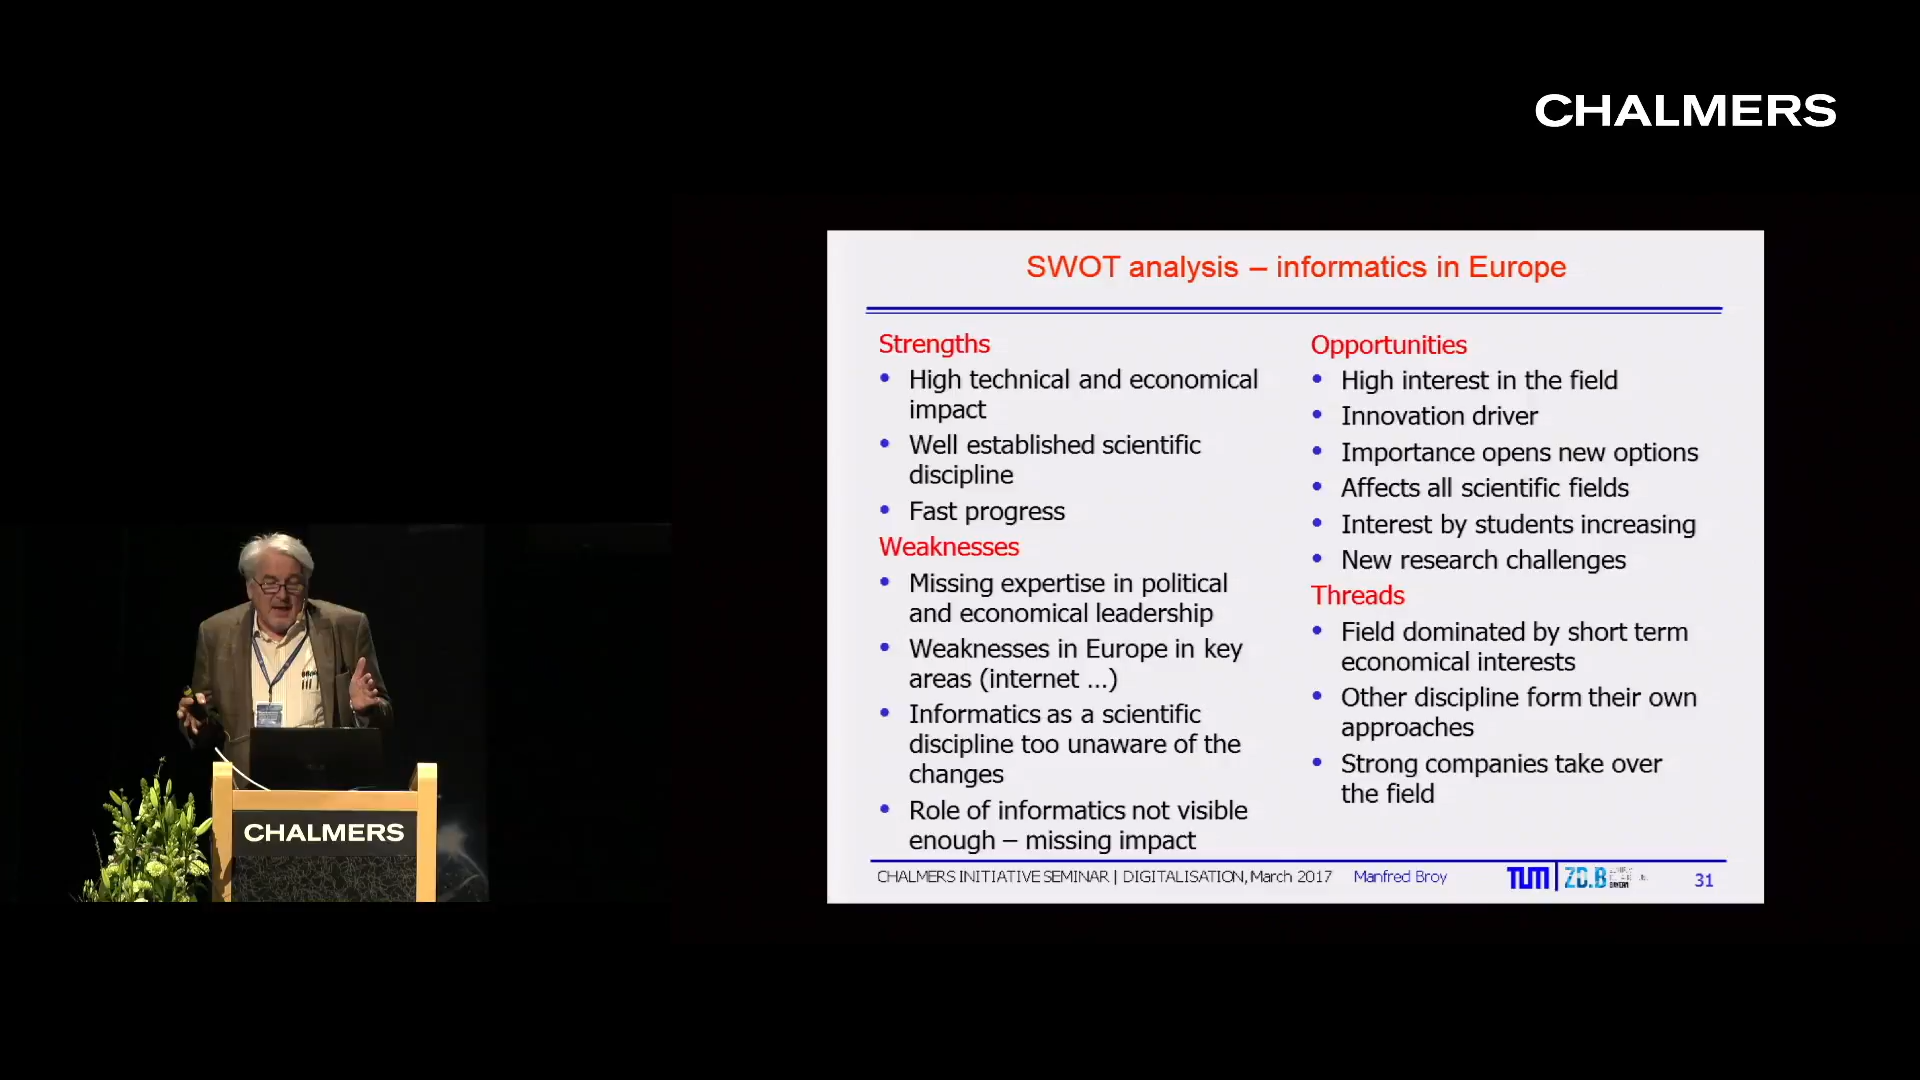 CHALMERS
SWOT analysis – informatics in Europe
Strengths
• High technical and economical
impact
• Well established scientific
discipline
• Fast progress
Weaknesses
• Missing expertise in political
and economical leadership
• Weaknesses in Europe in key
areas (internet ...)
• Informatics as a scientific
discipline too unaware of the
changes
• Role of informatics not visible
enough – missing impact
Opportunities
• High interest in the field
• Innovation driver
• Importance opens new options
• Affects all scientific fields
• Interest by students increasing
• New research challenges
Threads
• Field dominated by short term
economical interests
• Other discipline form their own
approaches
• Strong companies take over
the field
CHALMERS INITIATIVE SEMINAR | DIGITALISATION, March 2017 Manfred Broy TUM ZD.B 31
CHALMERS